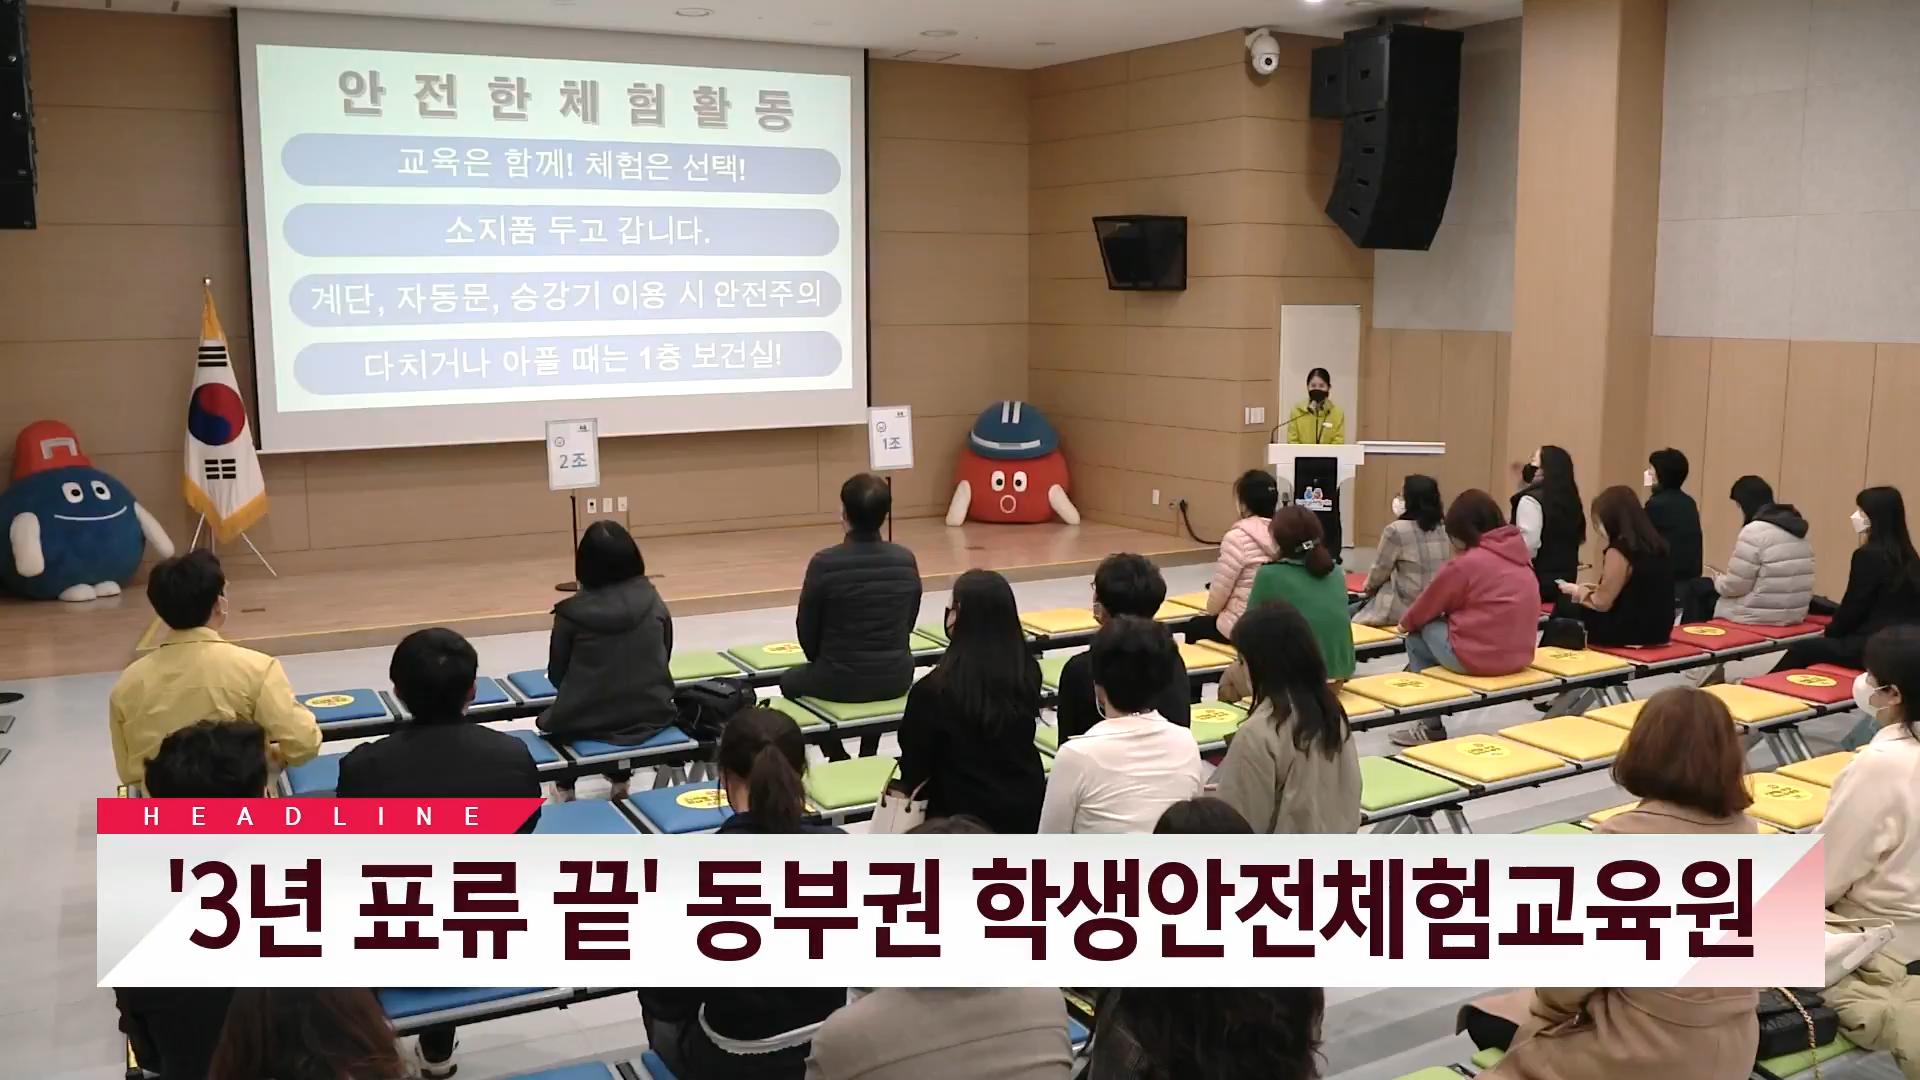 안전한체험활동
교육은 함께! 체험은 선택!
소지품 두고 갑니다.
계단, 자동문, 승강기 이용 시 안전주의
다치거나 아플 때는 1층 보건실!
2조
1조
HEADLINE
'3년 표류 끝' 동부권 학생안전체험교육원